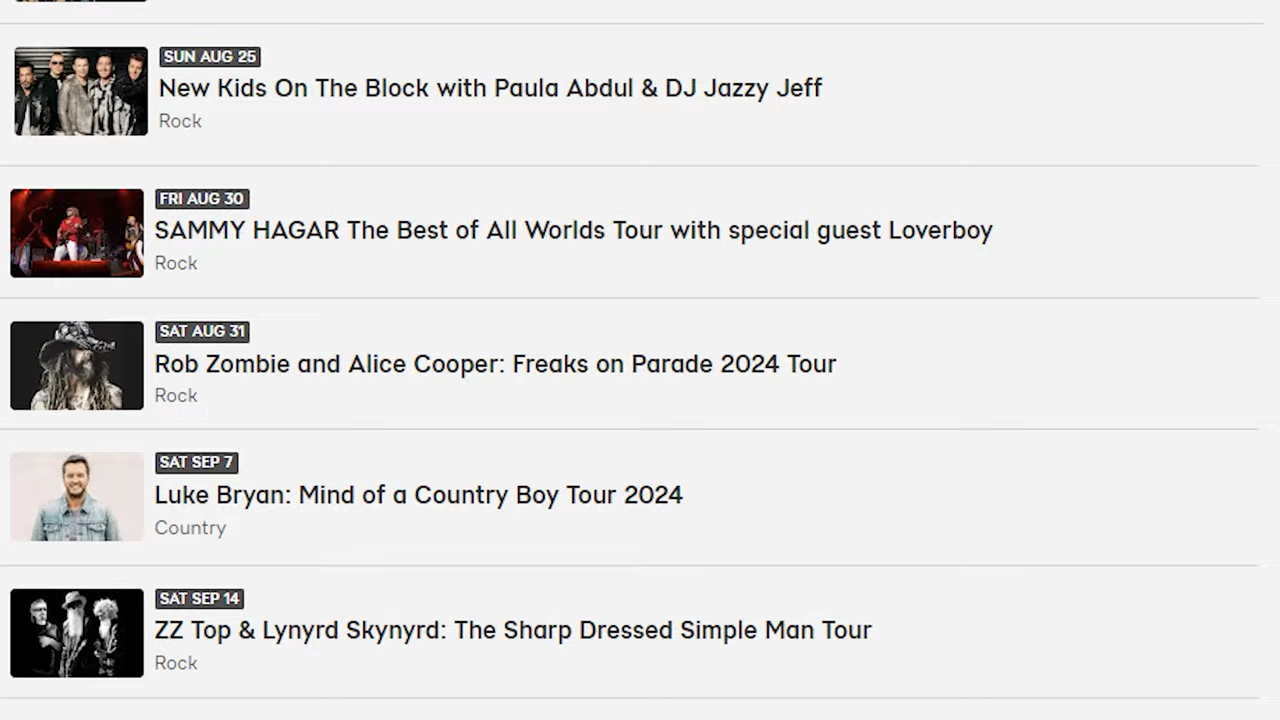 SUN AUG 25
New Kids On The Block with Paula Abdul & DJ Jazzy Jeff
Rock
FRI AUG 30
SAMMY HAGAR The Best of All Worlds Tour with special guest Loverboy
Rock
SAT AUG 31
Rob Zombie and Alice Cooper: Freaks on Parade 2024 Tour
Rock
SAT SEP 7
Luke Bryan: Mind of a Country Boy Tour 2024
Country
SAT SEP 14
ZZ Top & Lynyrd Skynyrd: The Sharp Dressed Simple Man Tour
Rock